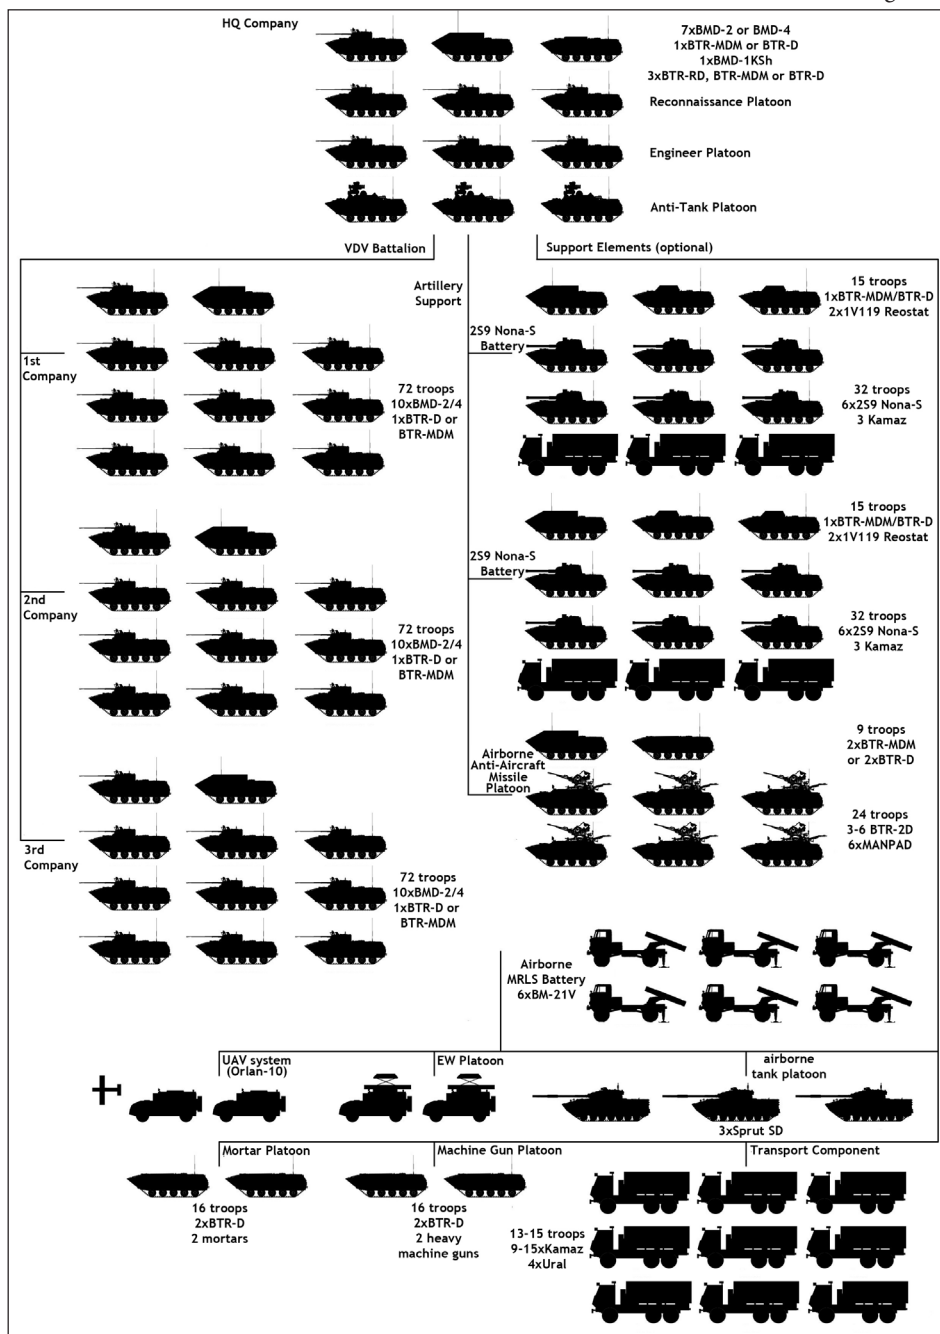 HQ Company
7xBMD-2 or BMD-4
1xBTR-MDM or BTR-D
1xBMD-1KSh
3xBTR-RD, BTR-MDM or BTR-D
Reconnaissance Platoon
Engineer Platoon
Anti-Tank Platoon
VDV Battalion
Support Elements (optional)
Artillery
Support
1st
Company
72 troops
10xBMD-2/4
1xBTR-D or
BTR-MDM
2nd
Company
72 troops
10xBMD-2/4
1xBTR-D or
BTR-MDM
3rd
Company
72 troops
10xBMD-2/4
1xBTR-D or
BTR-MDM
15 troops
1xBTR-MDM/BTR-D
2x1V119 Reostat
2S9 Nona-S
Battery
32 troops
6x2S9 Nona-S
3 Kamaz
15 troops
1xBTR-MDM/BTR-D
2x1V119 Reostat
2S9 Nona-S
Battery
32 troops
6x2S9 Nona-S
3 Kamaz
9 troops
2xBTR-MDM
or 2xBTR-D
Airborne
Anti-Aircraft
Missile
Platoon
24 troops
3-6 BTR-2D
6xMANPAD
Airborne
MRLS Battery
6xBM-21V
UAV system
(Orlan-10)
EW Platoon
airborne
tank platoon
3xSprut SD
Mortar Platoon
16 troops
2xBTR-D
2 mortars
Machine Gun Platoon
16 troops
2xBTR-D
2 heavy
machine guns
Transport Component
13-15 troops
9-15xKamaz
4xUral